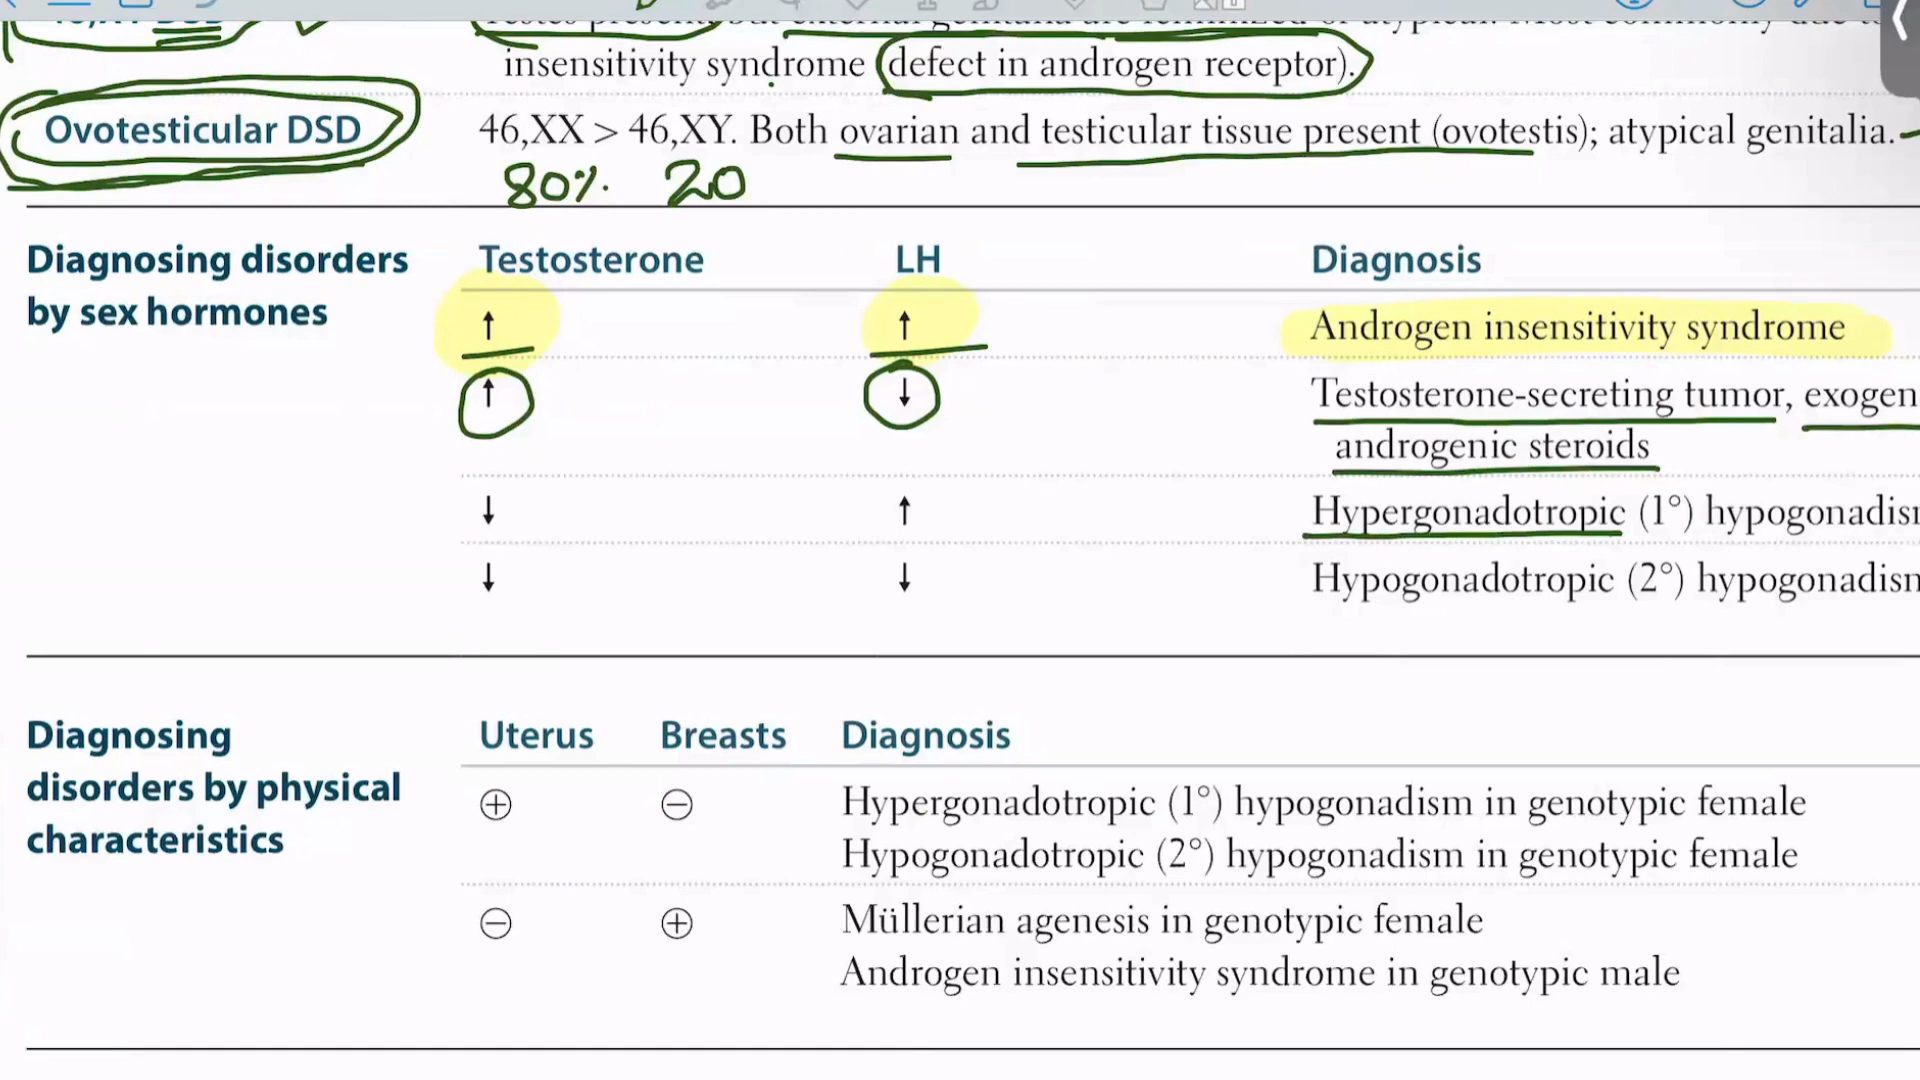 insensitivity syndrome (defect in androgen receptor).
Ovotesticular DSD 46,XX > 46,XY. Both ovarian and testicular tissue present (ovotestis); atypical genitalia.
80% 20
Diagnosing disorders by sex hormones
Testosterone LH Diagnosis
↑ ↑ Androgen insensitivity syndrome
↑ ↓ Testosterone-secreting tumor, exogen
androgenic steroids
↓ ↑ Hypergonadotropic (1°) hypogonadis
↓ ↓ Hypogonadotropic (2°) hypogonadis
Diagnosing disorders by physical characteristics
Uterus Breasts Diagnosis
⊕ ⊖ Hypergonadotropic (1°) hypogonadism in genotypic female
Hypogonadotropic (2°) hypogonadism in genotypic female
⊖ ⊕ Müllerian agenesis in genotypic female
Androgen insensitivity syndrome in genotypic male